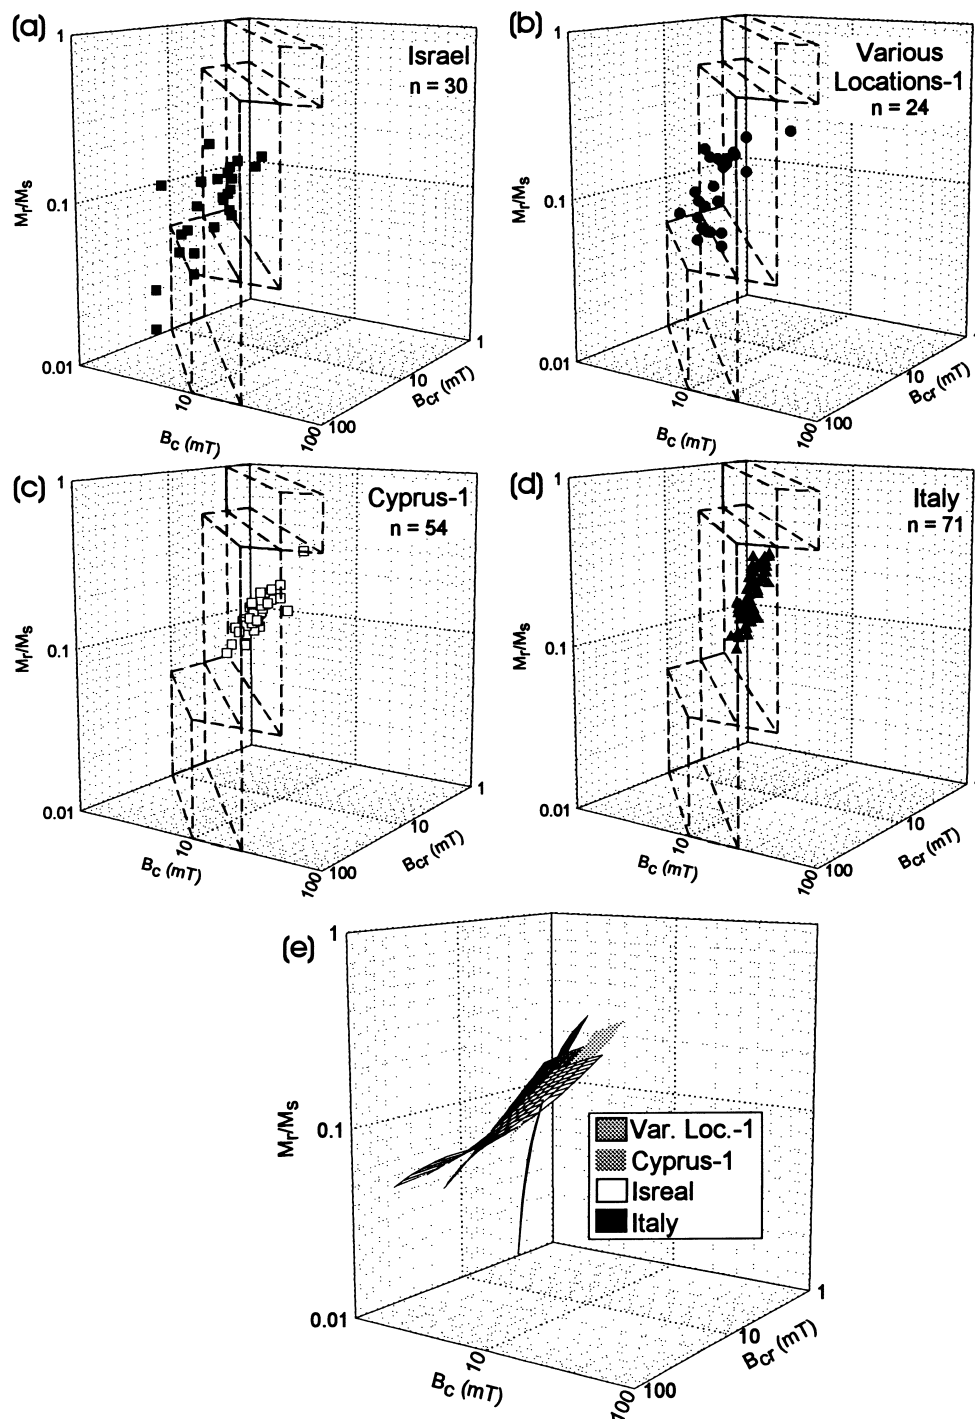 (a)
1
Israel
n = 30
Mr/Ms
0.1
0.01
10
Bc (mT)
100
100
Bcr (mT)
10
1
(b)
1
Various
Locations-1
n = 24
Mr/Ms
0.1
0.01
10
Bc (mT)
100
100
Bcr (mT)
10
(c)
1
Cyprus-1
n = 54
Mr/Ms
0.1
0.01
10
Bc (mT)
100
100
Bcr (mT)
10
1
(d)
1
Italy
n = 71
Mr/Ms
0.1
0.01
10
Bc (mT)
100
100
Bcr (mT)
10
(e)
1
Mr/Ms
0.1
0.01
Var. Loc.-1
Cyprus-1
Isreal
Italy
10
Bc (mT)
100
100
Bcr (mT)
10
1